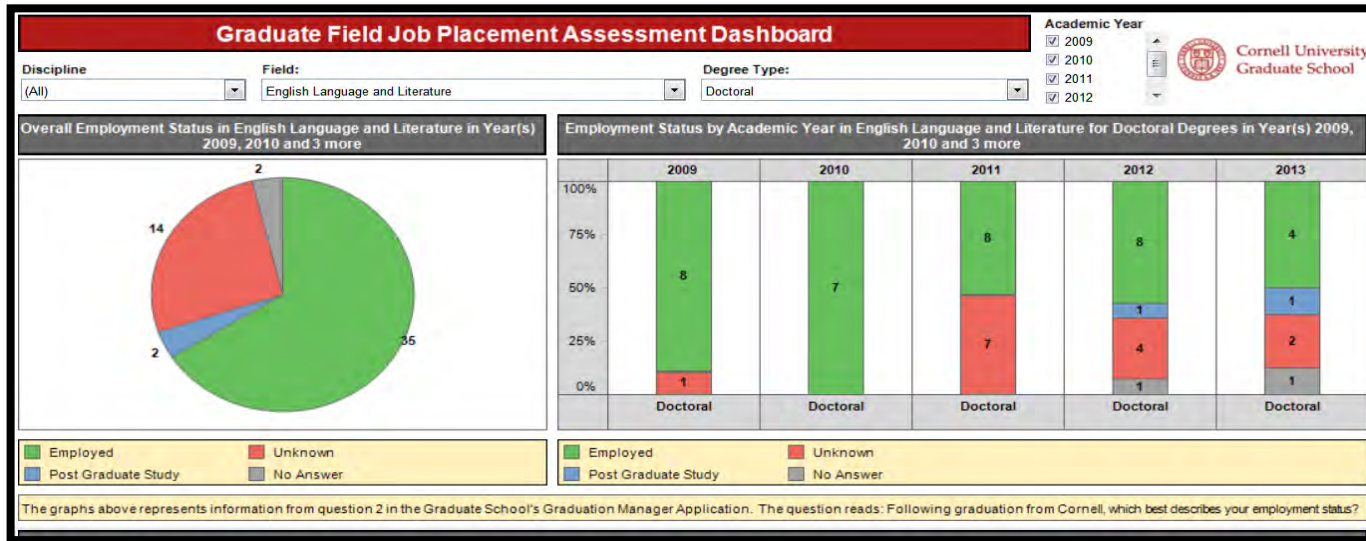 Graduate Field Job Placement Assessment Dashboard
Academic Year
2009
2010
2011
2012
Cornell University
Graduate School
Discipline
Field:
Degree Type:
(All)
English Language and Literature
Doctoral
Overall Employment Status in English Language and Literature in Year(s)
2009, 2010 and 3 more
2
14
2
35
Employed
Unknown
Post Graduate Study
No Answer
Employment Status by Academic Year in English Language and Literature for Doctoral Degrees in Year(s) 2009,
2010 and 3 more
2009
2010
2011
2012
2013
100%
75%
50%
25%
0%
8
1
7
8
7
8
1
4
1
4
1
2
1
Doctoral
Doctoral
Doctoral
Doctoral
Doctoral
Employed
Unknown
Post Graduate Study
No Answer
The graphs above represents information from question 2 in the Graduate School's Graduation Manager Application. The question reads: Following graduation from Cornell, which best describes your employment status?